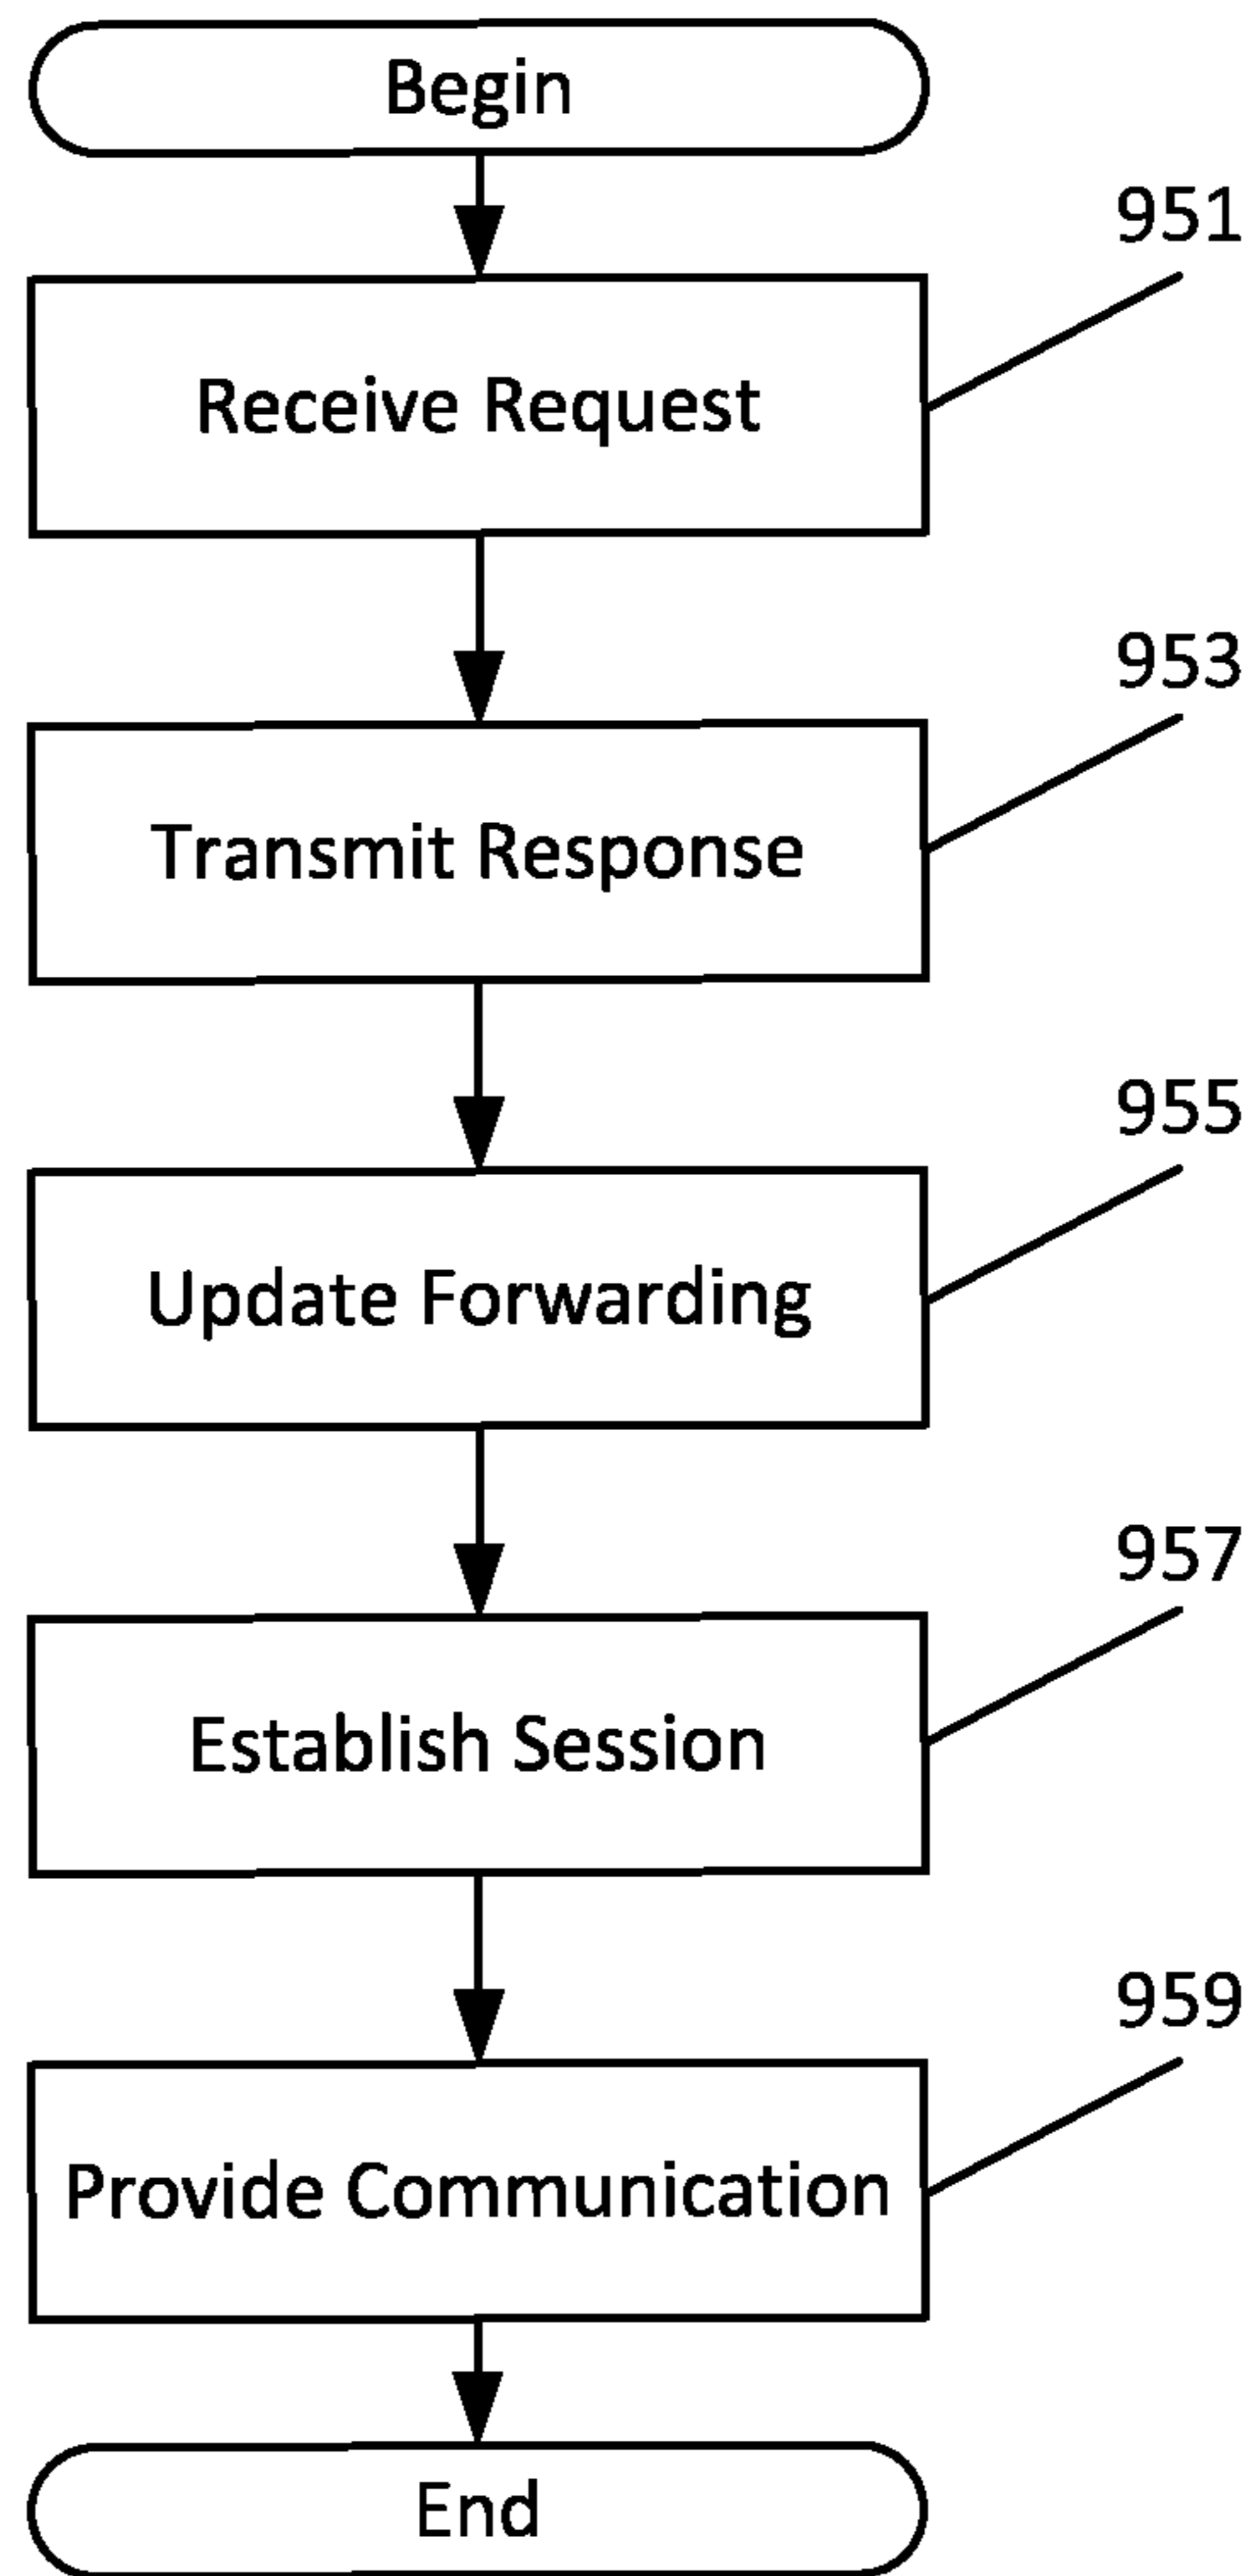 Begin
951
Receive Request
953
Transmit Response
955
Update Forwarding
957
Establish Session
959
Provide Communication
End